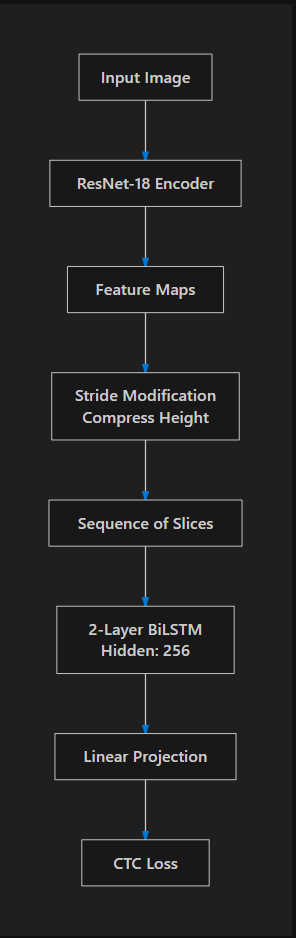 Input Image
ResNet-18 Encoder
Feature Maps
Stride Modification
Compress Height
Sequence of Slices
2-Layer BiLSTM
Hidden: 256
Linear Projection
CTC Loss